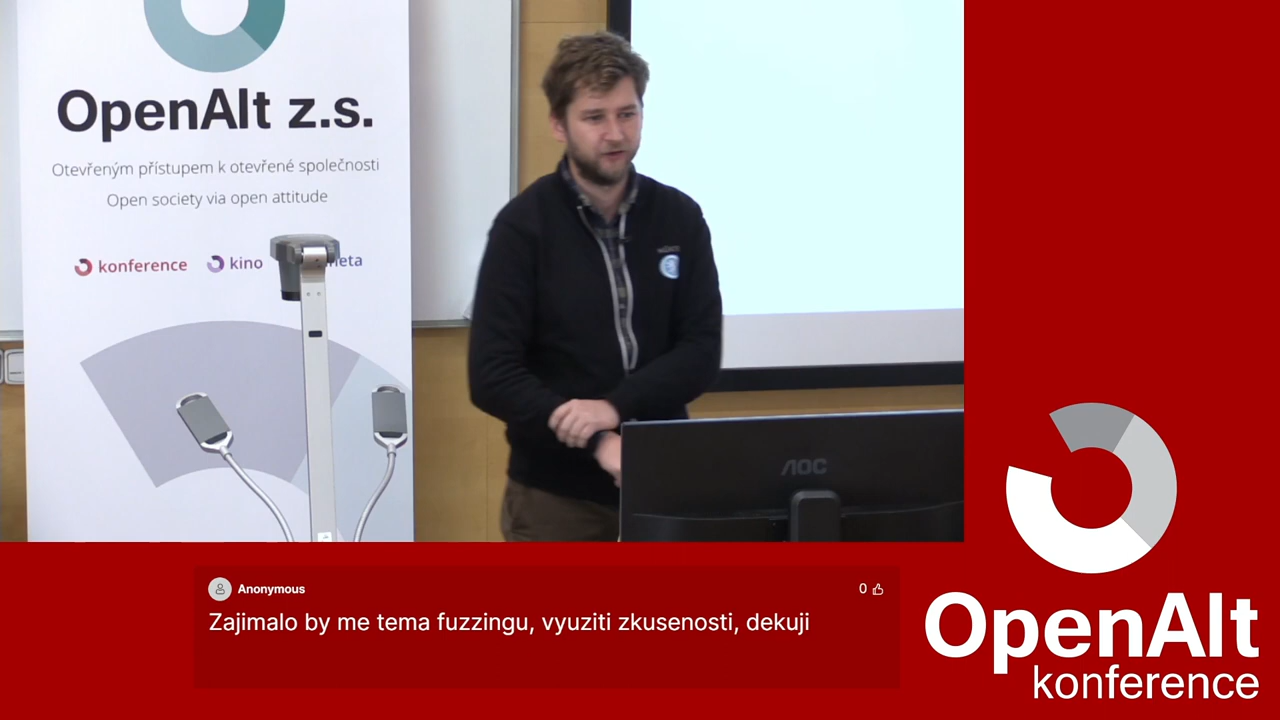 OpenAlt z.s.
Otevřeným přístupem k otevřené společnosti
Open society via open attitude
konference kino
AOC
Anonymous 0
Zajimalo by me tema fuzzingu, vyuziti zkusenosti, dekuji
OpenAlt
konference